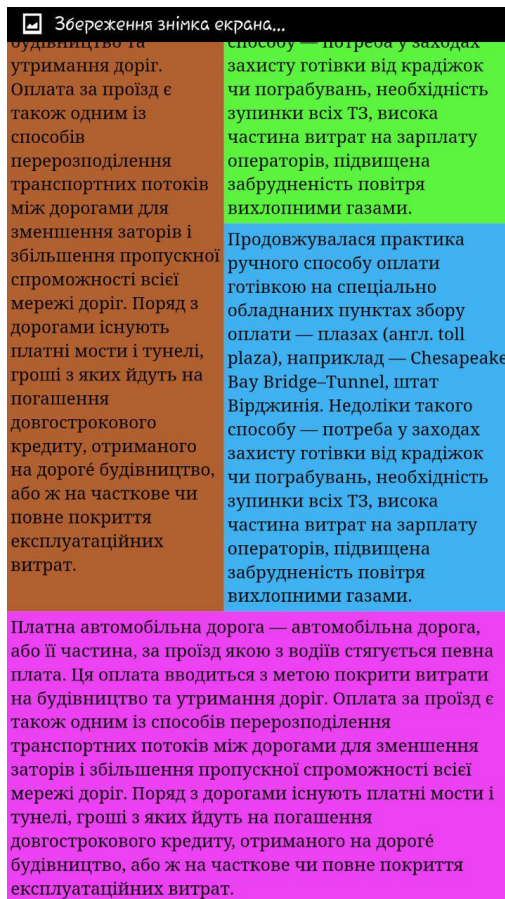 Збереження знімка екрана...
будівництво та
утримання доріг.
Оплата за проїзд є
також одним із
способів
перерозподілення
транспортних потоків
між дорогами для
зменшення заторів і
збільшення пропускної
спроможності всієї
мережі доріг. Поряд з
дорогами існують
платні мости і тунелі,
гроші з яких йдуть на
погашення
довгострокового
кредиту, отриманого
на дороге́ будівництво,
або ж на часткове чи
повне покриття
експлуатаційних
витрат.
способу — потреба у заходах
захисту готівки від крадіжок
чи пограбувань, необхідність
зупинки всіх ТЗ, висока
частина витрат на зарплату
операторів, підвищена
забрудненість повітря
вихлопними газами.
Продовжувалася практика
ручного способу оплати
готівкою на спеціально
обладнаних пунктах збору
оплати — плазах (англ. toll
plaza), наприклад — Chesapeake
Bay Bridge–Tunnel, штат
Вірджинія. Недоліки такого
способу — потреба у заходах
захисту готівки від крадіжок
чи пограбувань, необхідність
зупинки всіх ТЗ, висока
частина витрат на зарплату
операторів, підвищена
забрудненість повітря
вихлопними газами.
Платна автомобільна дорога — автомобільна дорога,
або її частина, за проїзд якою з водіїв стягується певна
плата. Ця оплата вводиться з метою покрити витрати
на будівництво та утримання доріг. Оплата за проїзд є
також одним із способів перерозподілення
транспортних потоків між дорогами для зменшення
заторів і збільшення пропускної спроможності всієї
мережі доріг. Поряд з дорогами існують платні мости і
тунелі, гроші з яких йдуть на погашення
довгострокового кредиту, отриманого на дороге́
будівництво, або ж на часткове чи повне покриття
експлуатаційних витрат.